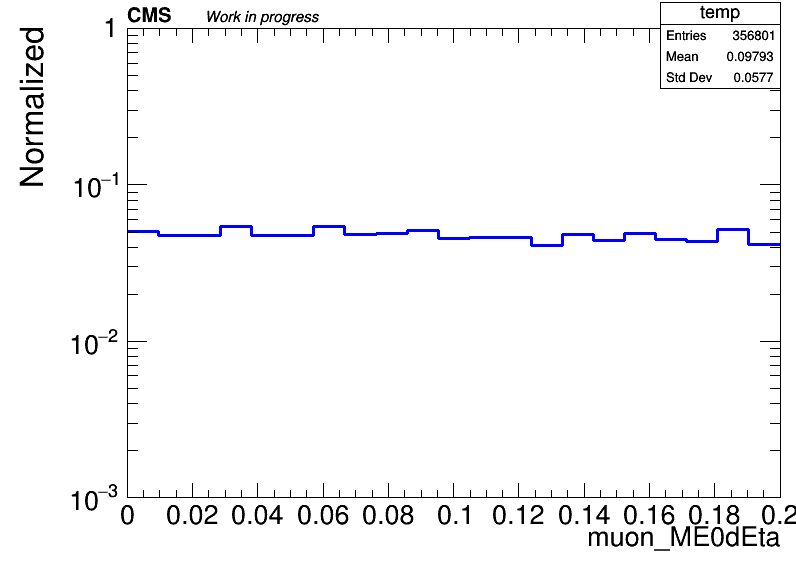 CMS Work in progress
temp
Entries 356801
Mean 0.09793
Std Dev 0.0577
Normalized
1
10−1
10−2
10−3
0 0.02 0.04 0.06 0.08 0.1 0.12 0.14 0.16 0.18 0.2
muon_ME0dEta